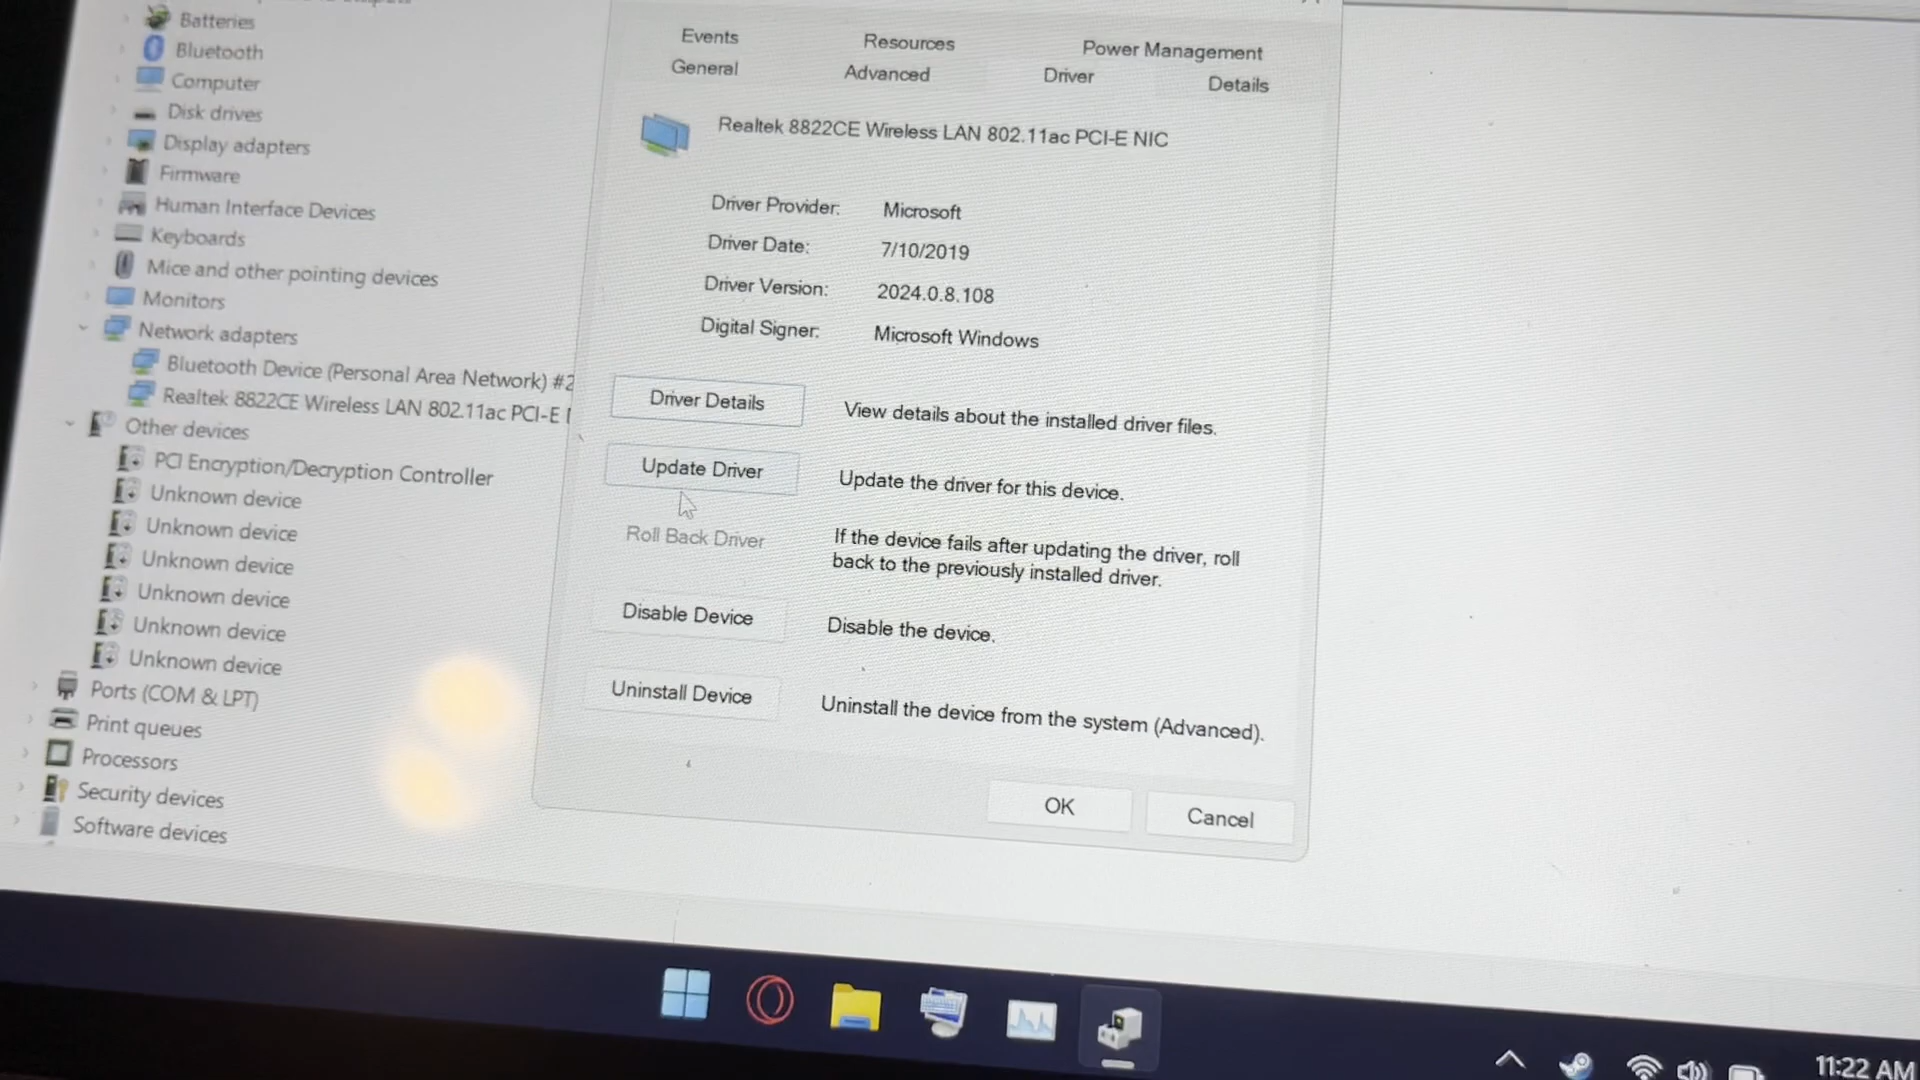 Batteries
Bluetooth
Computer
Disk drives
Display adapters
Firmware
Human Interface Devices
Keyboards
Mice and other pointing devices
Monitors
Network adapters
Bluetooth Device (Personal Area Network) #2
Realtek 8822CE Wireless LAN 802.11ac PCI-E
Other devices
PCI Encryption/Decryption Controller
Unknown device
Unknown device
Unknown device
Unknown device
Unknown device
Unknown device
Ports (COM & LPT)
Print queues
Processors
Security devices
Software devices
Events Resources Power Management
General Advanced Driver Details
Realtek 8822CE Wireless LAN 802.11ac PCI-E NIC
Driver Provider: Microsoft
Driver Date: 7/10/2019
Driver Version: 2024.0.8.108
Digital Signer: Microsoft Windows
Driver Details View details about the installed driver files.
Update Driver Update the driver for this device.
Roll Back Driver If the device fails after updating the driver, roll
back to the previously installed driver.
Disable Device Disable the device.
Uninstall Device Uninstall the device from the system (Advanced).
OK Cancel
11:22 AM